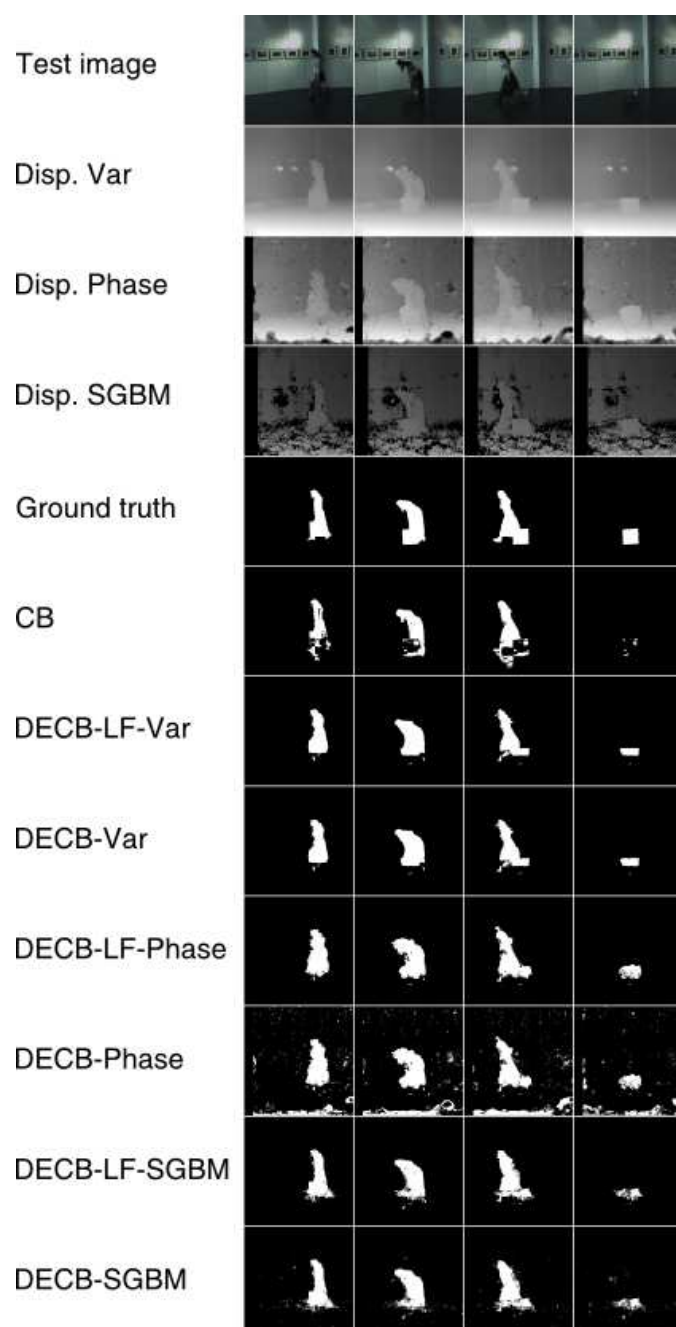 Test image
Disp. Var
Disp. Phase
Disp. SGBM
Ground truth
CB
DECB-LF-Var
DECB-Var
DECB-LF-Phase
DECB-Phase
DECB-LF-SGBM
DECB-SGBM